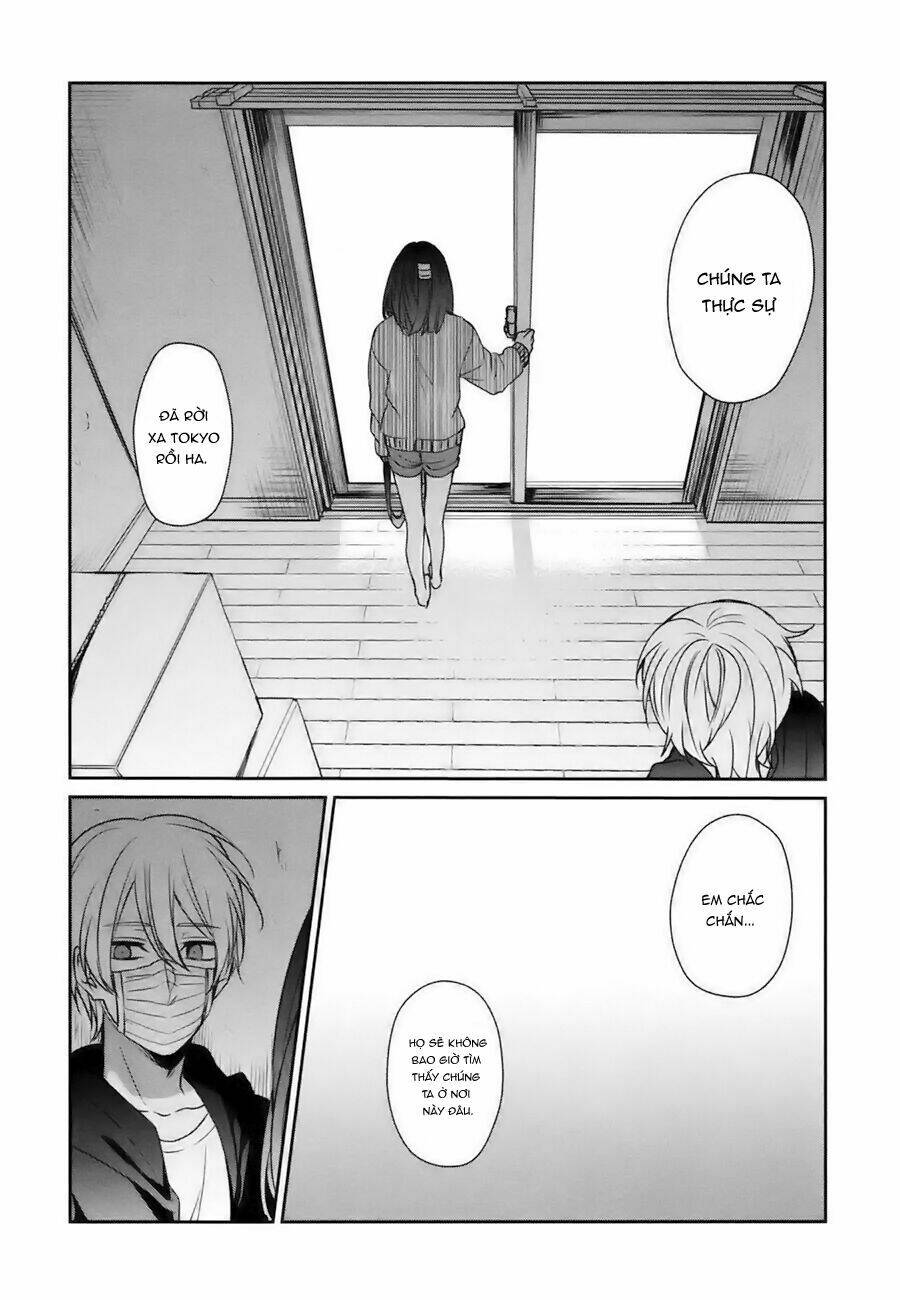 CHÚNG TA
THỰC SỰ
ĐÃ RỜI
XA TOKYO
RỒI HA.
EM CHẮC
CHẮN...
HỌ SẼ KHÔNG
BAO GIỜ TÌM
THẤY CHÚNG
TA Ở NƠI
NÀY ĐÂU.